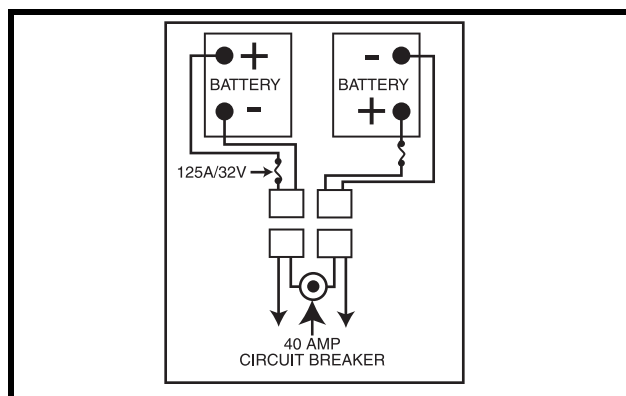 + -
BATTERY BATTERY
- +
125A/32V
40 AMP
CIRCUIT BREAKER